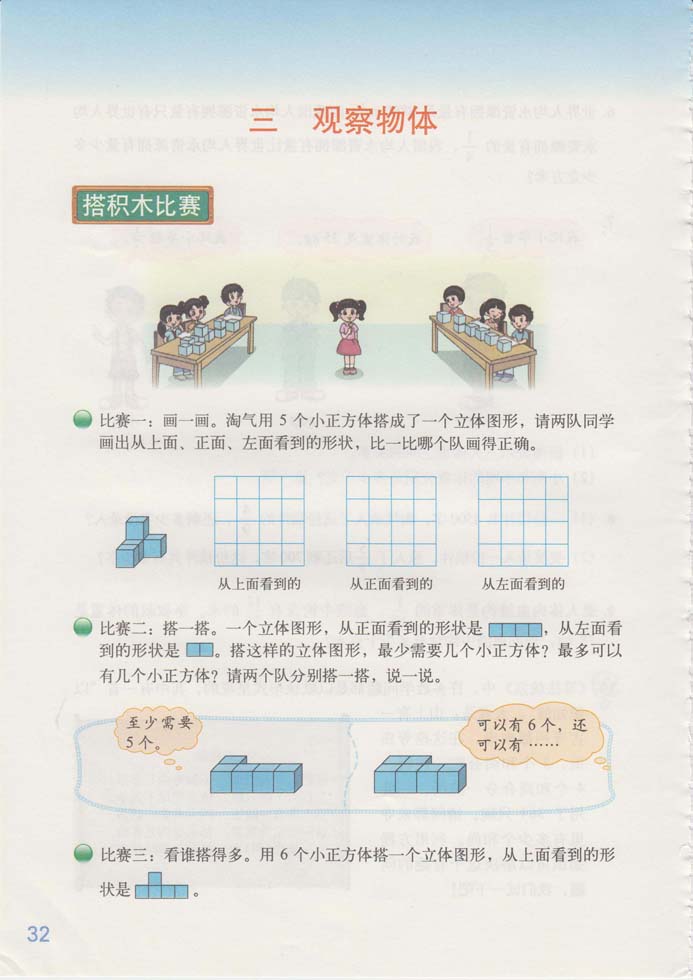 三 观察物体
搭积木比赛
比赛一：画一画。淘气用 5 个小正方体搭成了一个立体图形，请两队同学
画出从上面、正面、左面看到的形状，比一比哪个队画得正确。
从上面看到的 从正面看到的 从左面看到的
比赛二：搭一搭。一个立体图形，从正面看到的形状是，从左面看
到的形状是。搭这样的立体图形，最少需要几个小正方体？最多可以
有几个小正方体？请两个队分别搭一搭，说一说。
至少需要
5 个。
可以有 6 个，还
可以有……
比赛三：看谁搭得多。用 6 个小正方体搭一个立体图形，从上面看到的形
状是。
32